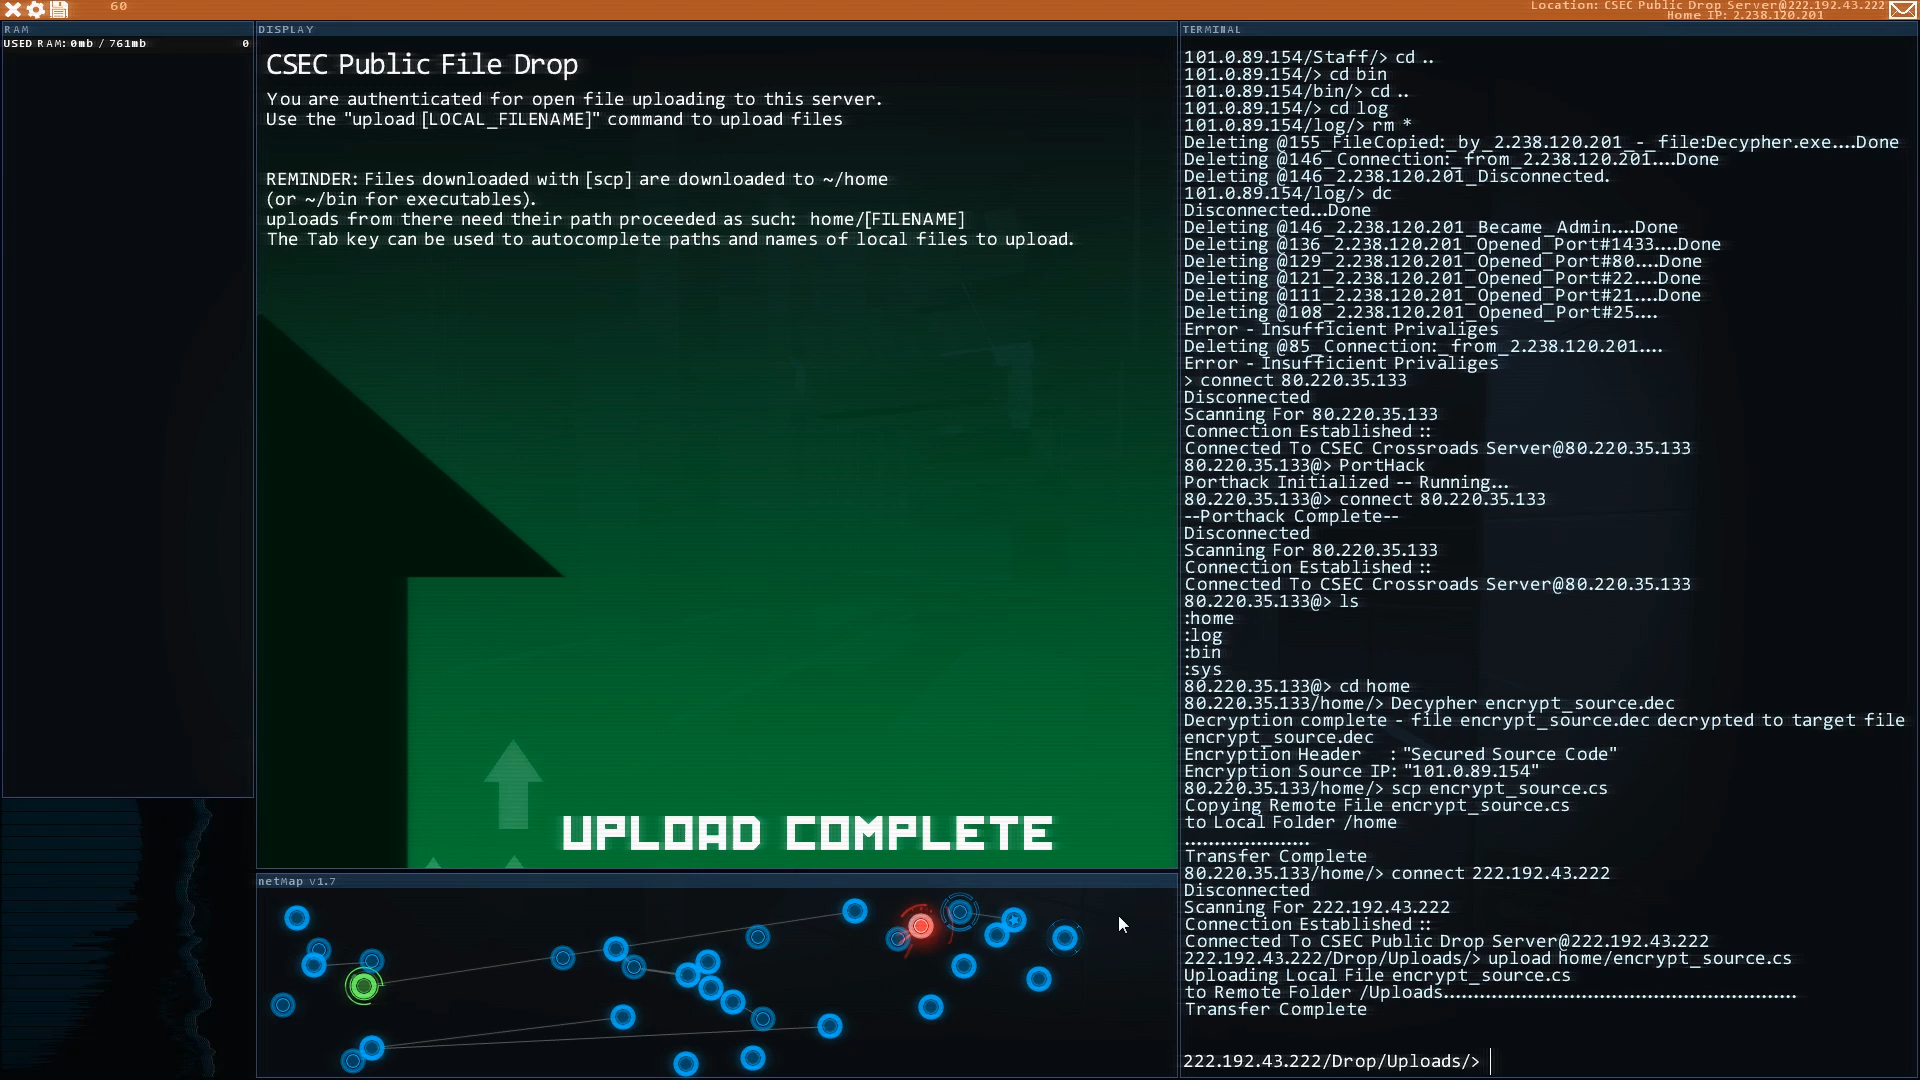 60
Location: CSEC Public Drop Server@222.192.43.222
Home IP: 2.238.120.201
RAM
USED RAM: 0mb / 761mb 0
DISPLAY
CSEC Public File Drop
You are authenticated for open file uploading to this server.
Use the "upload [LOCAL_FILENAME]" command to upload files
REMINDER: Files downloaded with [scp] are downloaded to ~/home
(or ~/bin for executables).
uploads from there need their path proceeded as such: home/[FILENAME]
The Tab key can be used to autocomplete paths and names of local files to upload.
UPLOAD COMPLETE
netMap v1.7
TERMINAL
101.0.89.154/Staff/> cd ..
101.0.89.154/> cd bin
101.0.89.154/bin/> cd ..
101.0.89.154/> cd log
101.0.89.154/log/> rm *
Deleting @155_FileCopied:_by_2.238.120.201_-_file:Decypher.exe....Done
Deleting @146_Connection:_from_2.238.120.201....Done
Deleting @146_2.238.120.201_Disconnected.
101.0.89.154/log/> dc
Disconnected...Done
Deleting @146_2.238.120.201_Became_Admin....Done
Deleting @136_2.238.120.201_Opened_Port#1433....Done
Deleting @129_2.238.120.201_Opened_Port#80....Done
Deleting @121_2.238.120.201_Opened_Port#22....Done
Deleting @111_2.238.120.201_Opened_Port#21....Done
Deleting @108_2.238.120.201_Opened_Port#25....
Error - Insufficient Privaliges
Deleting @85_Connection:_from_2.238.120.201....
Error - Insufficient Privaliges
> connect 80.220.35.133
Disconnected
Scanning For 80.220.35.133
Connection Established ::
Connected To CSEC Crossroads Server@80.220.35.133
80.220.35.133@> PortHack
Porthack Initialized -- Running...
80.220.35.133@> connect 80.220.35.133
--Porthack Complete--
Disconnected
Scanning For 80.220.35.133
Connection Established ::
Connected To CSEC Crossroads Server@80.220.35.133
80.220.35.133@> ls
:home
:log
:bin
:sys
80.220.35.133@> cd home
80.220.35.133/home/> Decypher encrypt_source.dec
Decryption complete - file encrypt_source.dec decrypted to target file
encrypt_source.dec
Encryption Header   : "Secured Source Code"
Encryption Source IP: "101.0.89.154"
80.220.35.133/home/> scp encrypt_source.cs
Copying Remote File encrypt_source.cs
to Local Folder /home
......................
Transfer Complete
80.220.35.133/home/> connect 222.192.43.222
Disconnected
Scanning For 222.192.43.222
Connection Established ::
Connected To CSEC Public Drop Server@222.192.43.222
222.192.43.222/Drop/Uploads/> upload home/encrypt_source.cs
Uploading Local File encrypt_source.cs
to Remote Folder /Uploads..............................................................
Transfer Complete
222.192.43.222/Drop/Uploads/>